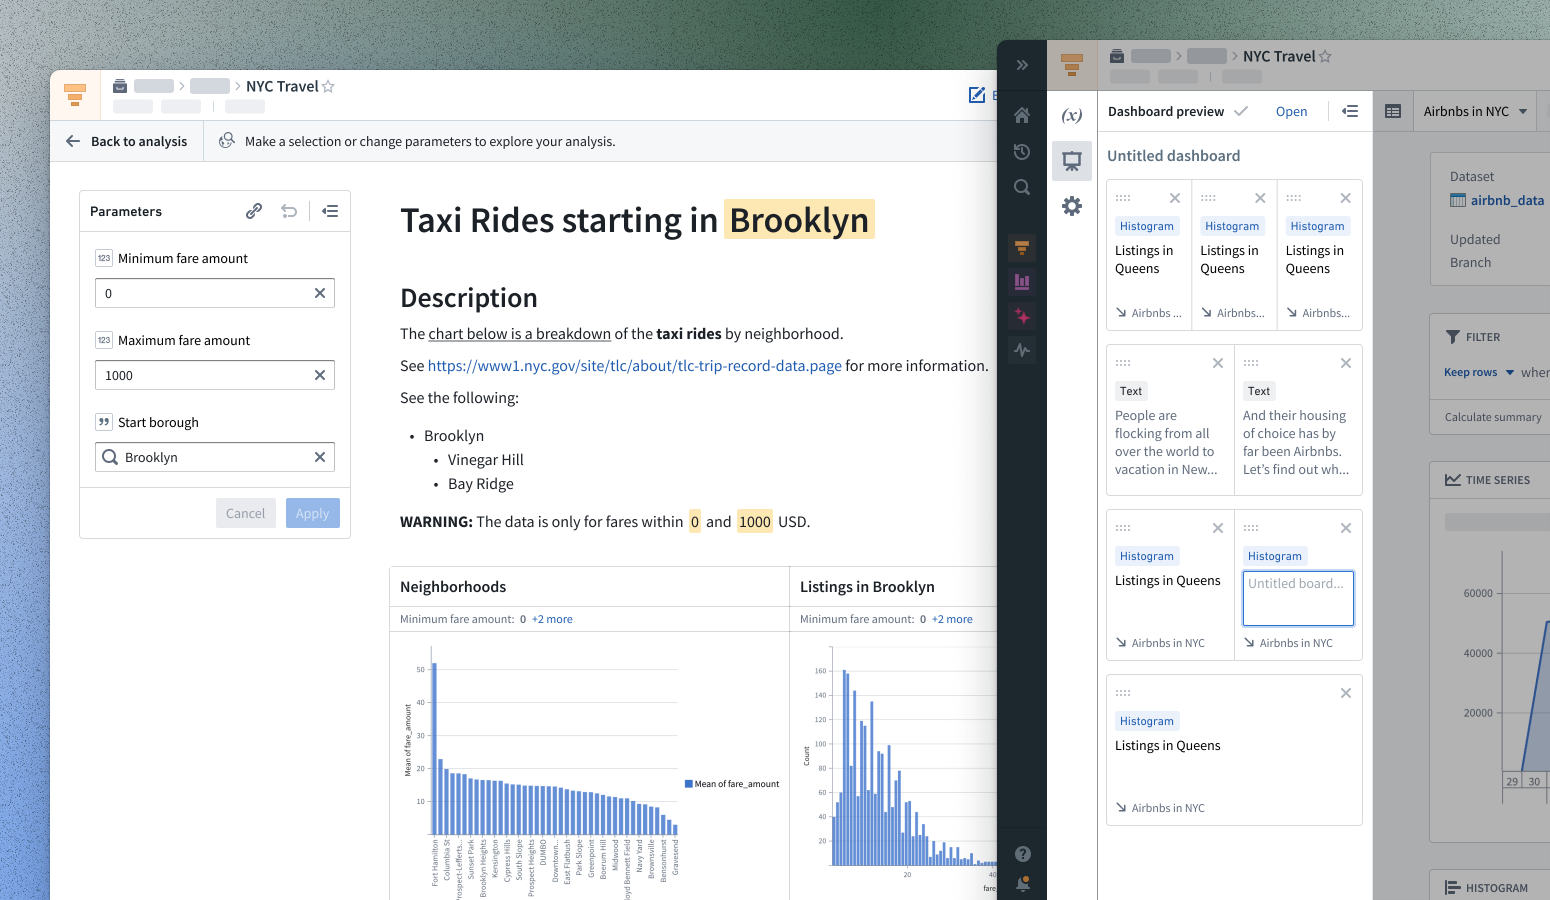 NYC Travel
Back to analysis
Make a selection or change parameters to explore your analysis.
Parameters
123 Minimum fare amount
0
123 Maximum fare amount
1000
Start borough
Brooklyn
Cancel
Apply
Taxi Rides starting in Brooklyn
Description
The chart below is a breakdown of the taxi rides by neighborhood.
See https://www1.nyc.gov/site/tlc/about/tlc-trip-record-data.page for more information.
See the following:
• Brooklyn
• Vinegar Hill
• Bay Ridge
WARNING: The data is only for fares within 0 and 1000 USD.
Neighborhoods
Minimum fare amount: 0 +2 more
Mean of fare_amount
50
40
30
20
10
Fort Hamilton
Columbia St
Prospect-Lefferts...
Sunset Park
Brooklyn Heights
Kensington
Cypress Hills
South Slope
Prospect Heights
DUMBO
Downtown...
East Flatbush
Park Slope
Greenpoint
Boerum Hill
Midwood
loyd Bennett Field
Navy Yard
Brownsville
Bensonhurst
Gravesend
Mean of fare_amount
Listings in Brooklyn
Minimum fare amount: 0 +2 more
Count
160
140
120
100
80
60
40
20
20
40
fare_
NYC Travel
(x)
Dashboard preview
Open
Untitled dashboard
Histogram
Listings in
Queens
Airbnbs ...
Histogram
Listings in
Queens
Airbnbs...
Histogram
Listings in
Queens
Airbnbs...
Text
People are
flocking from all
over the world to
vacation in New...
Text
And their housing
of choice has by
far been Airbnbs.
Let's find out wh...
Histogram
Listings in Queens
Airbnbs in NYC
Histogram
Untitled board...
Airbnbs in NYC
Histogram
Listings in Queens
Airbnbs in NYC
Airbnbs in NYC
Dataset
airbnb_data
Updated
Branch
FILTER
Keep rows
wher
Calculate summary
TIME SERIES
60000
40000
20000
29
30
HISTOGRAM